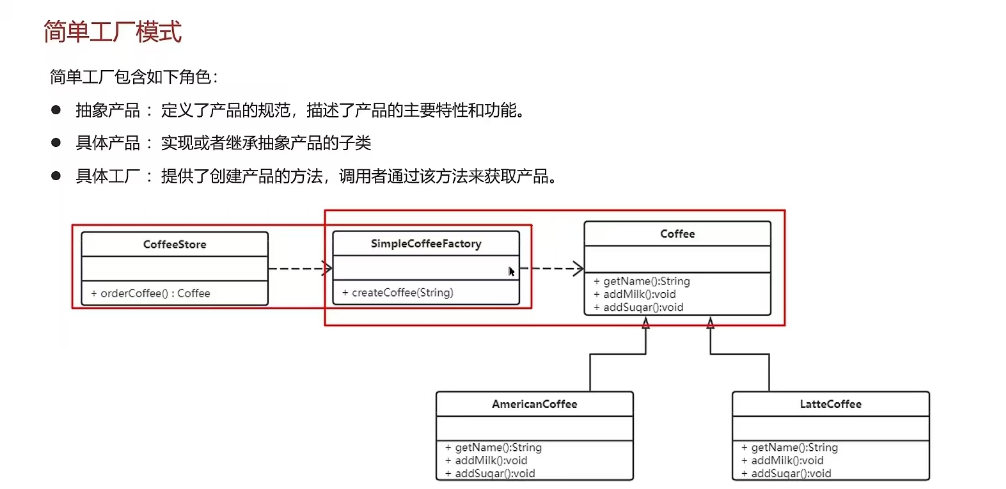 简单工厂模式
简单工厂包含如下角色：
● 抽象产品 ：定义了产品的规范，描述了产品的主要特性和功能。
● 具体产品 ：实现或者继承抽象产品的子类
● 具体工厂 ：提供了创建产品的方法，调用者通过该方法来获取产品。
CoffeeStore
+ orderCoffee() : Coffee
SimpleCoffeeFactory
+ createCoffee(String)
Coffee
+ getName():String
+ addMilk():void
+ addSugar():void
AmericanCoffee
+ getName():String
+ addMilk():void
+ addSugar():void
LatteCoffee
+ getName():String
+ addMilk():void
+ addSugar():void